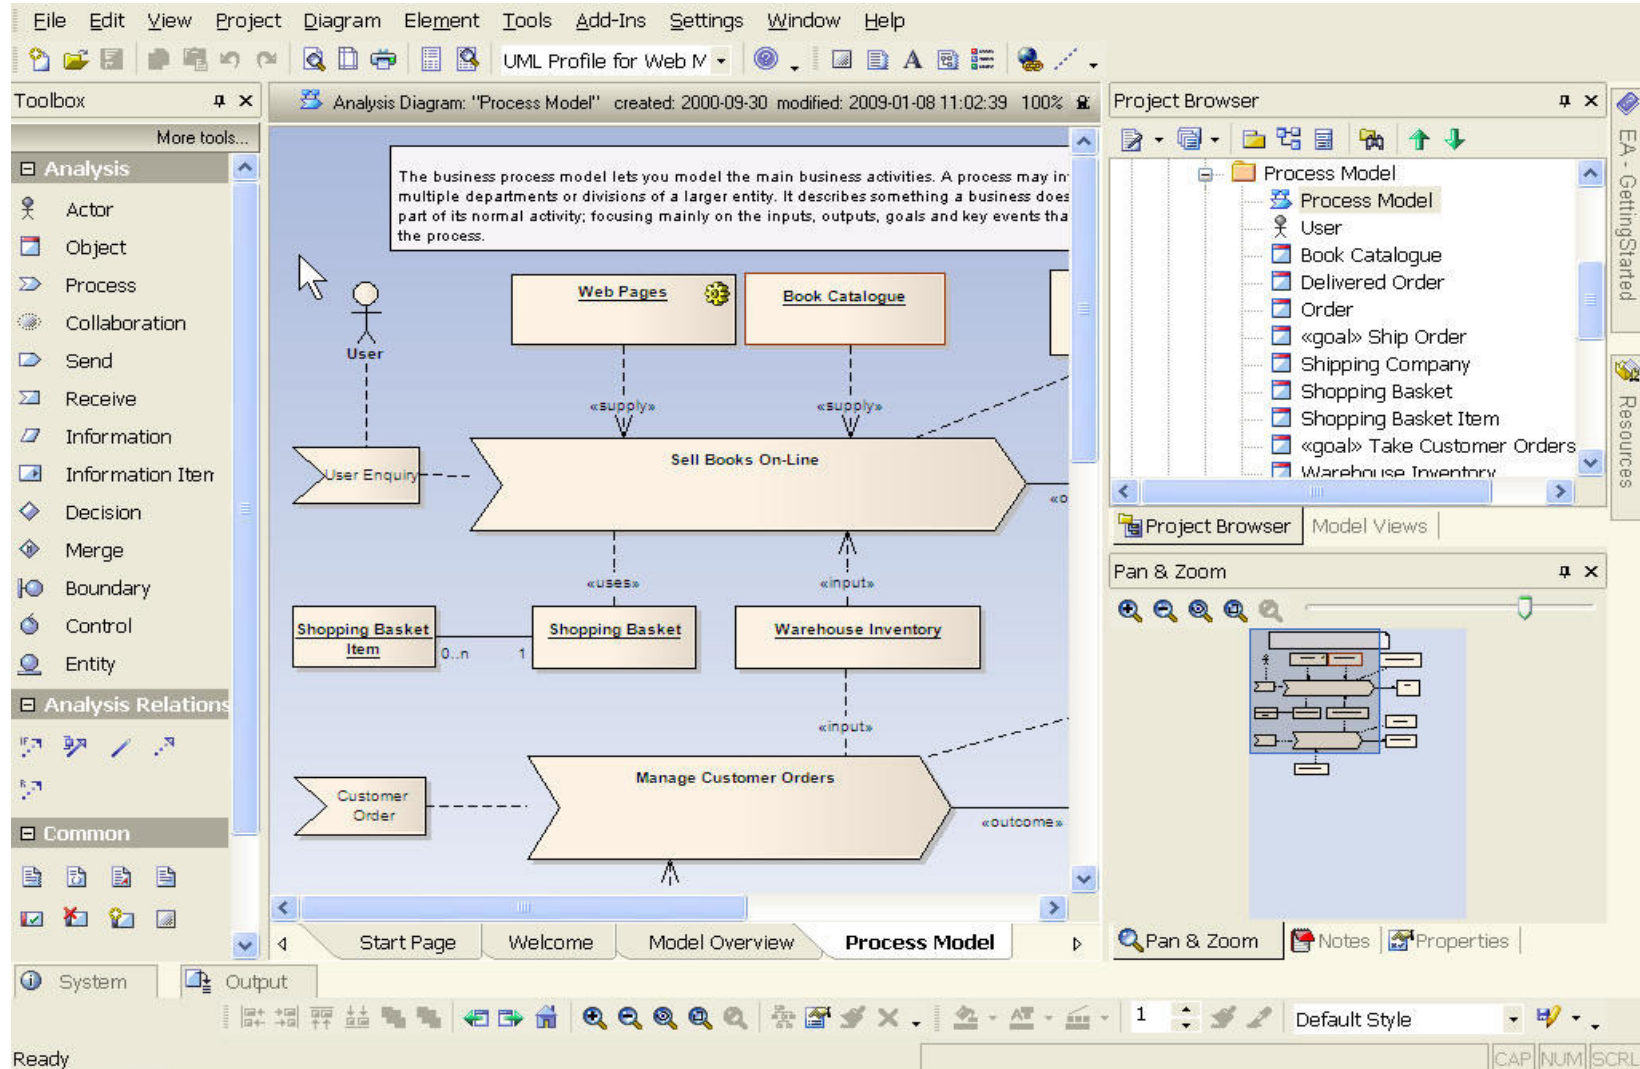 File Edit View Project Diagram Element Tools Add-Ins Settings Window Help
UML Profile for Web M
Toolbox
More tools...
Analysis
Actor
Object
Process
Collaboration
Send
Receive
Information
Information Item
Decision
Merge
Boundary
Control
Entity
Analysis Relations
Common
Analysis Diagram: "Process Model" created: 2000-09-30 modified: 2009-01-08 11:02:39 100%
The business process model lets you model the main business activities. A process may in
multiple departments or divisions of a larger entity. It describes something a business does
part of its normal activity; focusing mainly on the inputs, outputs, goals and key events tha
the process.
User
Web Pages
Book Catalogue
«supply»
«supply»
User Enquiry
Sell Books On-Line
«o
«uses»
«input»
Shopping Basket
Item
0..n
1
Shopping Basket
Warehouse Inventory
«input»
Customer
Order
Manage Customer Orders
«outcome»
Start Page
Welcome
Model Overview
Process Model
Project Browser
Process Model
Process Model
User
Book Catalogue
Delivered Order
Order
«goal» Ship Order
Shipping Company
Shopping Basket
Shopping Basket Item
«goal» Take Customer Orders
Warehouse Inventory
Project Browser
Model Views
Pan & Zoom
Pan & Zoom
Notes
Properties
EA - GettingStarted
Resources
System
Output
1
Default Style
Ready
CAP NUM SCRL